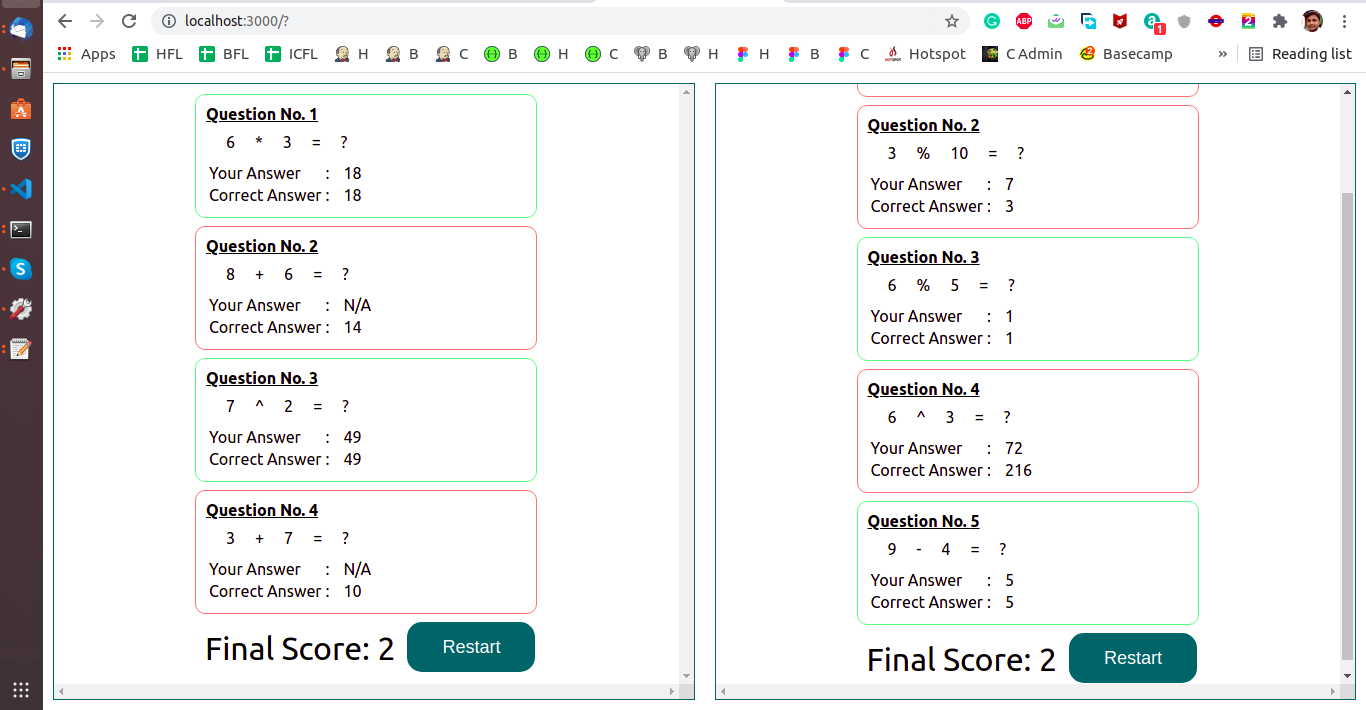 localhost:3000/?
ABP
1
2
Apps HFL BFL ICFL H B C B H C B H H B C Hotspot C Admin Basecamp » Reading list
Question No. 1
6 * 3 = ?
Your Answer : 18
Correct Answer : 18
Question No. 2
8 + 6 = ?
Your Answer : N/A
Correct Answer : 14
Question No. 3
7 ^ 2 = ?
Your Answer : 49
Correct Answer : 49
Question No. 4
3 + 7 = ?
Your Answer : N/A
Correct Answer : 10
Final Score: 2 Restart
Question No. 2
3 % 10 = ?
Your Answer : 7
Correct Answer : 3
Question No. 3
6 % 5 = ?
Your Answer : 1
Correct Answer : 1
Question No. 4
6 ^ 3 = ?
Your Answer : 72
Correct Answer : 216
Question No. 5
9 - 4 = ?
Your Answer : 5
Correct Answer : 5
Final Score: 2 Restart